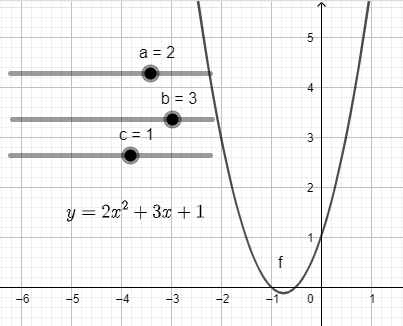 5
a = 2
4
b = 3
c = 1
3
2
y = 2x² + 3x + 1
1
f
−6 −5 −4 −3 −2 −1 0 1